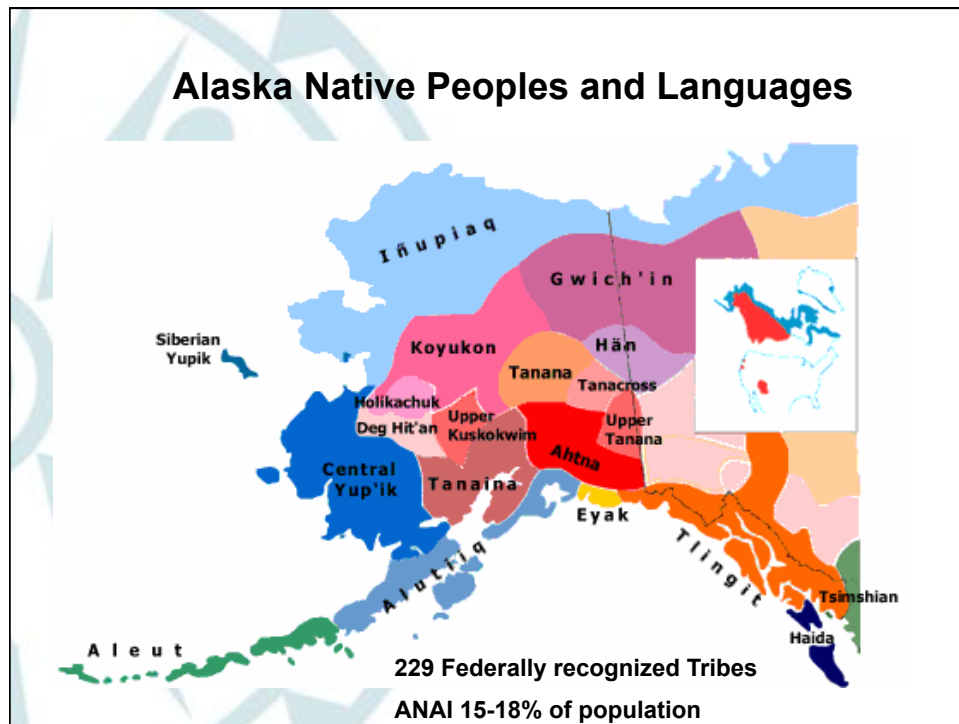 Alaska Native Peoples and Languages
Iñupiaq
Gwich'in
Siberian
Yupik
Koyukon
Hän
Tanana
Tanacross
Holikachuk
Deg Hit'an
Upper
Kuskokwim
Upper
Tanana
Ahtna
Central
Yup'ik
Tanaina
Eyak
Alutiiq
Tlingit
Tsimshian
Haida
Aleut
229 Federally recognized Tribes
ANAI 15-18% of population